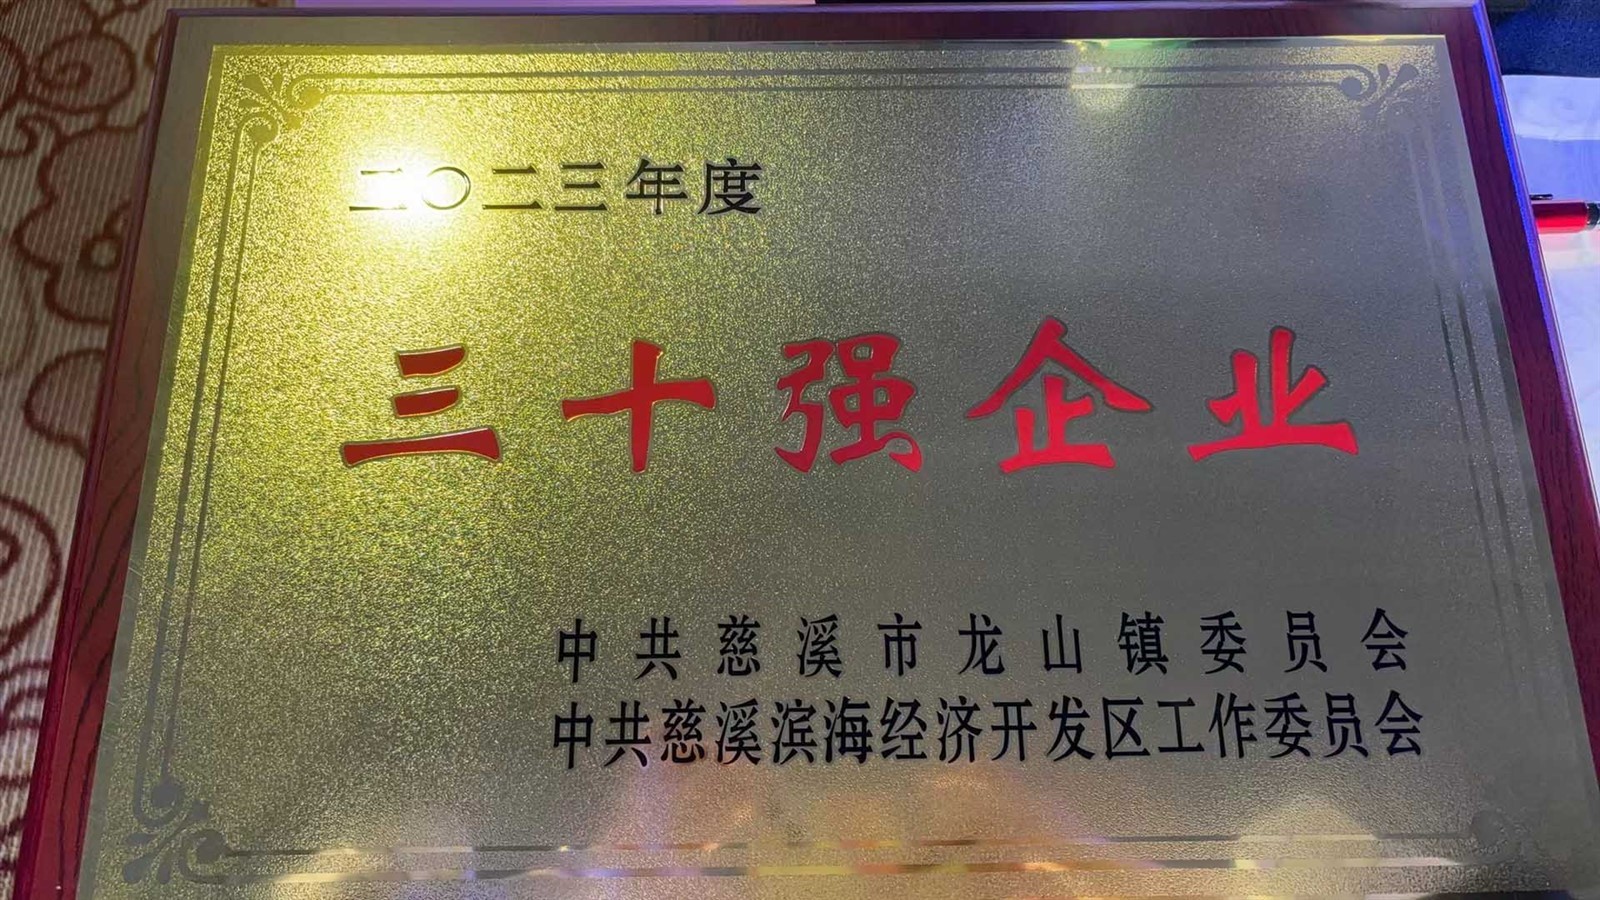 二〇二三年度
三十强企业
中共慈溪市龙山镇委员会
中共慈溪滨海经济开发区工作委员会